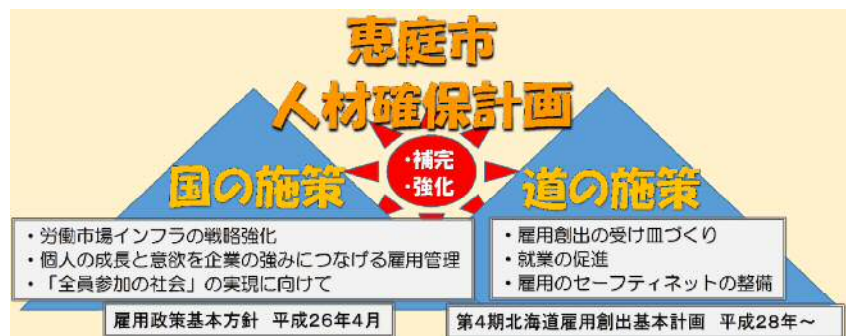 恵庭市
人材確保計画
・補完
・強化
国の施策
道の施策
・労働市場インフラの戦略強化
・個人の成長と意欲を企業の強みにつなげる雇用管理
・「全員参加の社会」の実現に向けて
雇用政策基本方針 平成26年4月
・雇用創出の受け皿づくり
・就業の促進
・雇用のセーフティネットの整備
第4期北海道雇用創出基本計画 平成28年~